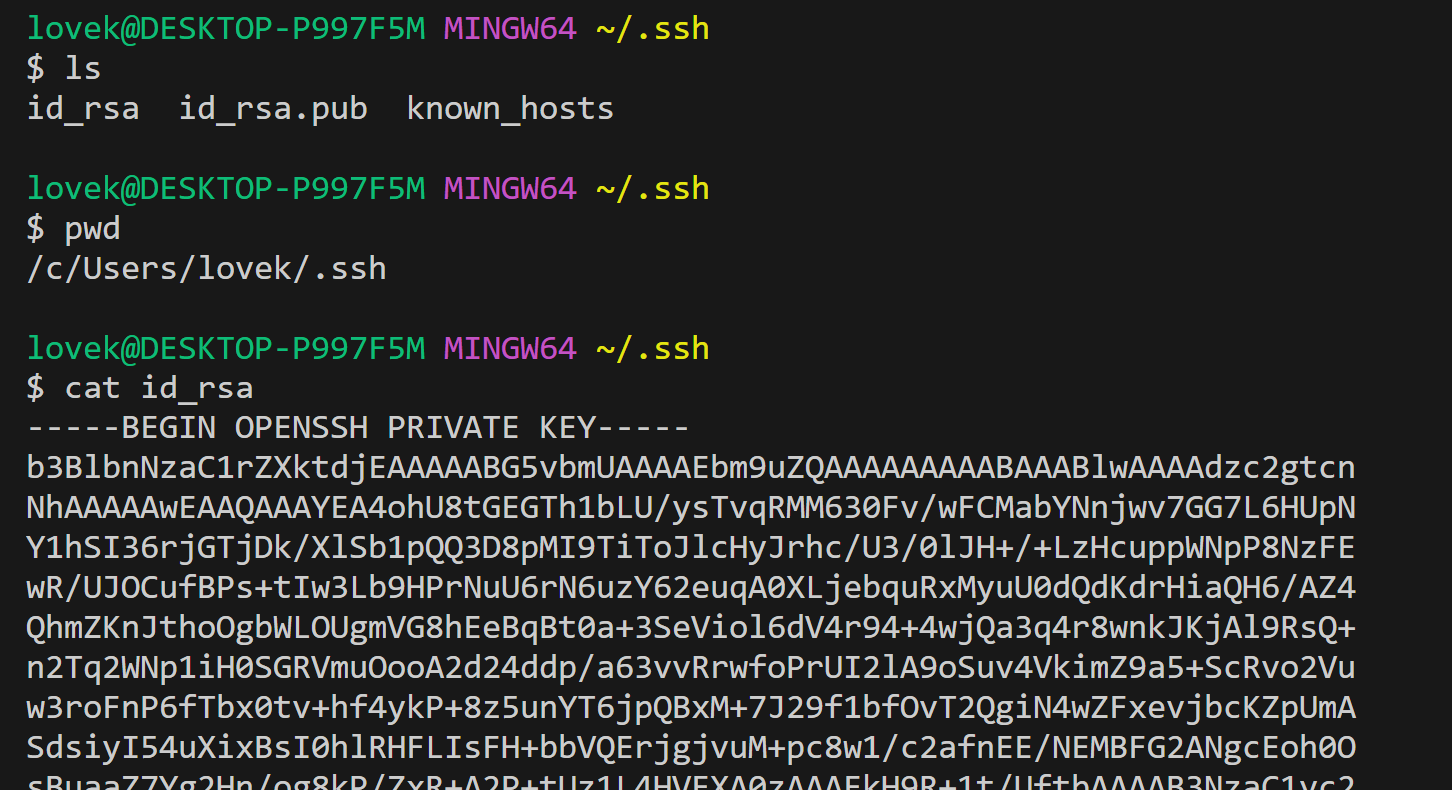 lovek@DESKTOP-P997F5M MINGW64 ~/.ssh
$ ls
id_rsa  id_rsa.pub  known_hosts
lovek@DESKTOP-P997F5M MINGW64 ~/.ssh
$ pwd
/c/Users/lovek/.ssh
lovek@DESKTOP-P997F5M MINGW64 ~/.ssh
$ cat id_rsa
-----BEGIN OPENSSH PRIVATE KEY-----
b3BlbnNzaC1rZXktdjEAAAAABG5vbmUAAAAEbm9uZQAAAAAAAAABAAABlwAAAAdzc2gtcn
NhAAAAAwEAAQAAAYEA4ohU8tGEGTh1bLU/ysTvqRMM630Fv/wFCMabYNnjwv7GG7L6HUpN
Y1hSI36rjGTjDk/XlSb1pQQ3D8pMI9TiToJlcHyJrhc/U3/0lJH+/+LzHcuppWNpP8NzFE
wR/UJOCufBPs+tIw3Lb9HPrNuU6rN6uzY62euqA0XLjebquRxMyuU0dQdKdrHiaQH6/AZ4
QhmZKnJthoOgbWLOUgmVG8hEeBqBt0a+3SeViol6dV4r94+4wjQa3q4r8wnkJKjAl9RsQ+
n2Tq2WNp1iH0SGRVmuOooA2d24ddp/a63vvRrwfoPrUI2lA9oSuv4VkimZ9a5+ScRvo2Vu
w3roFnP6fTbx0tv+hf4ykP+8z5unYT6jpQBxM+7J29f1bfOvT2QgiN4wZFxevjbcKZpUmA
SdsiyI54uXixBsI0hlRHFLIsFH+bbVQErjgjvuM+pc8w1/c2afnEE/NEMBFG2ANgcEoh0O